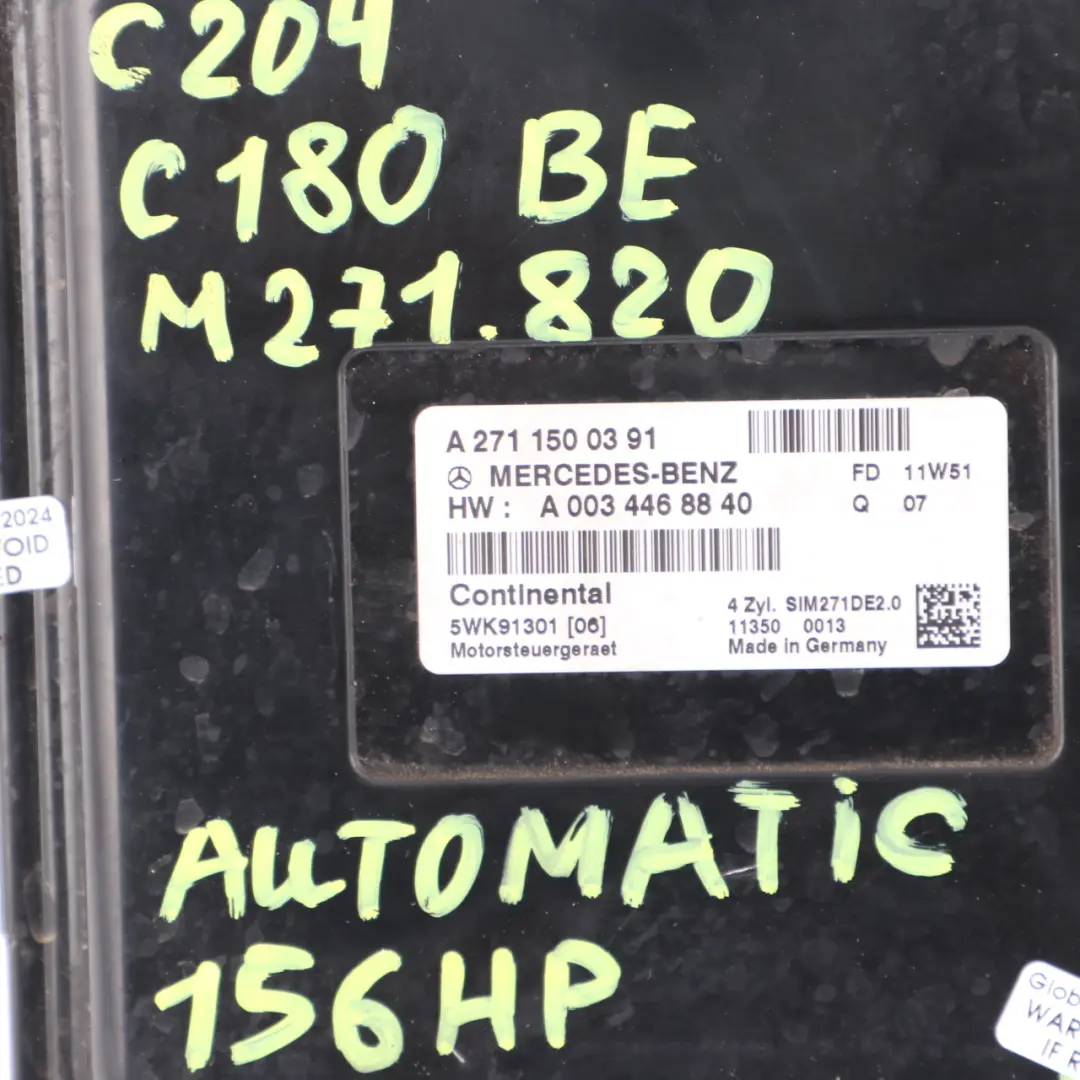 C204
C180 BE
M271.820
A 271 150 03 91
MERCEDES-BENZ
FD 11W51
HW : A 003 446 88 40
Q 07
Continental
5WK91301 [06]
Motorsteuergeraet
4 Zyl. SIM271DE2.0
11350 0013
Made in Germany
2024
AUTOMATiC
156HP